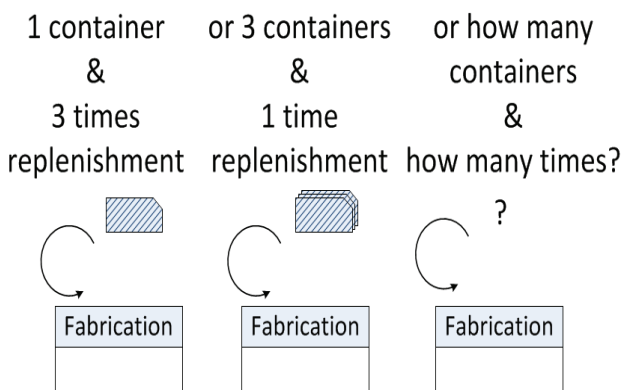 1 container
&
3 times
replenishment
or 3 containers
&
1 time
replenishment
or how many
containers
&
how many times?
?
Fabrication
Fabrication
Fabrication